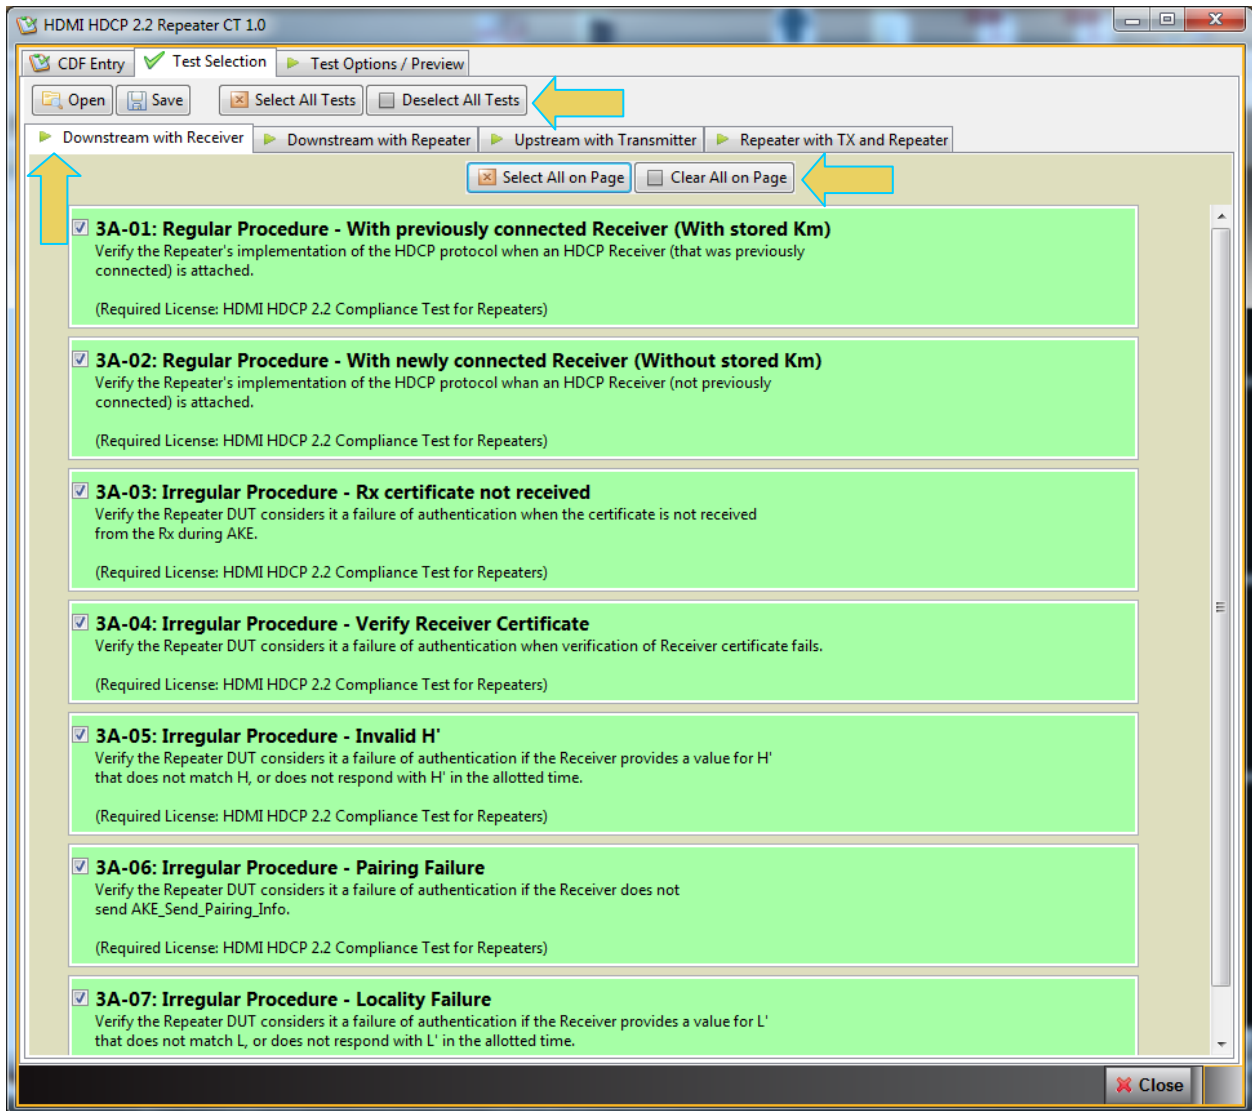 HDMI HDCP 2.2 Repeater CT 1.0
CDF Entry Test Selection Test Options / Preview
Open Save Select All Tests Deselect All Tests
Downstream with Receiver Downstream with Repeater Upstream with Transmitter Repeater with TX and Repeater
Select All on Page Clear All on Page
3A-01: Regular Procedure - With previously connected Receiver (With stored Km)
Verify the Repeater's implementation of the HDCP protocol when an HDCP Receiver (that was previously
connected) is attached.
(Required License: HDMI HDCP 2.2 Compliance Test for Repeaters)
3A-02: Regular Procedure - With newly connected Receiver (Without stored Km)
Verify the Repeater's implementation of the HDCP protocol whan an HDCP Receiver (not previously
connected) is attached.
(Required License: HDMI HDCP 2.2 Compliance Test for Repeaters)
3A-03: Irregular Procedure - Rx certificate not received
Verify the Repeater DUT considers it a failure of authentication when the certificate is not received
from the Rx during AKE.
(Required License: HDMI HDCP 2.2 Compliance Test for Repeaters)
3A-04: Irregular Procedure - Verify Receiver Certificate
Verify the Repeater DUT considers it a failure of authentication when verification of Receiver certificate fails.
(Required License: HDMI HDCP 2.2 Compliance Test for Repeaters)
3A-05: Irregular Procedure - Invalid H'
Verify the Repeater DUT considers it a failure of authentication if the Receiver provides a value for H'
that does not match H, or does not respond with H' in the allotted time.
(Required License: HDMI HDCP 2.2 Compliance Test for Repeaters)
3A-06: Irregular Procedure - Pairing Failure
Verify the Repeater DUT considers it a failure of authentication if the Receiver does not
send AKE_Send_Pairing_Info.
(Required License: HDMI HDCP 2.2 Compliance Test for Repeaters)
3A-07: Irregular Procedure - Locality Failure
Verify the Repeater DUT considers it a failure of authentication if the Receiver provides a value for L'
that does not match L, or does not respond with L' in the allotted time.
Close